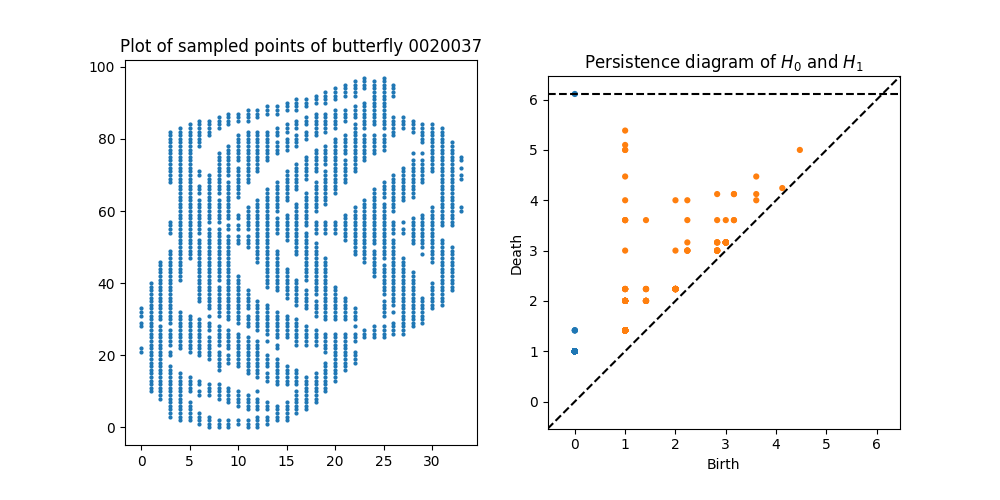 Plot of sampled points of butterfly 0020037
100
80
60
40
20
0
0 5 10 15 20 25 30
Persistence diagram of H₀ and H₁
6
5
4
3
2
1
0
Death
0 1 2 3 4 5 6
Birth